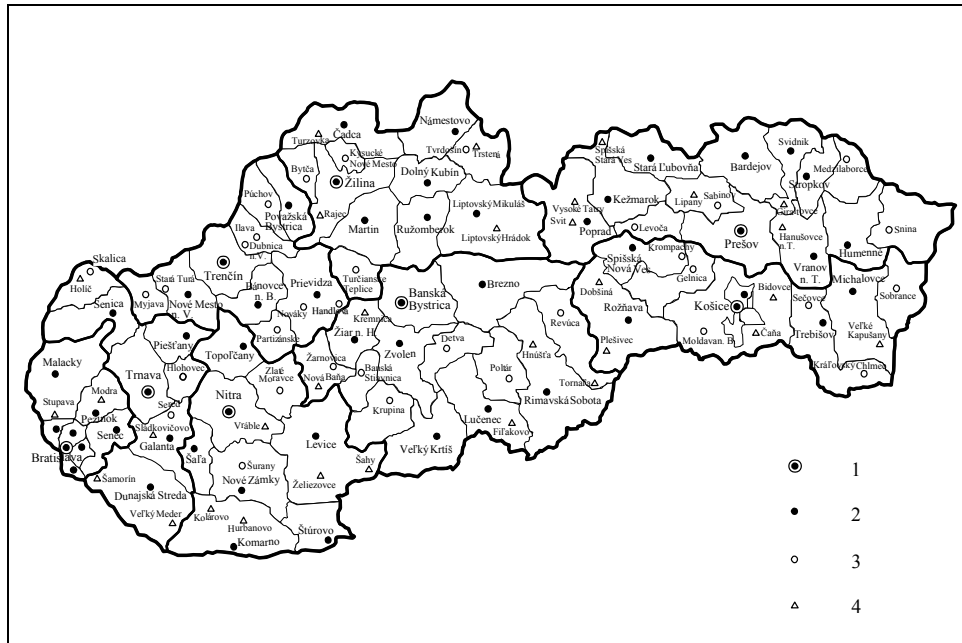 Námestovo
Čadca
Turzovka
Tvrdošín
Trstená
Kysucké
Nové Mesto
Bytča
Žilina
Dolný Kubín
Spišská
Stará Ves
Stará Ľubovňa
Bardejov
Svidník
Medzilaborce
Stropkov
Púchov
Považská
Bystrica
Rajec
Martin
Ružomberok
Liptovský Mikuláš
Liptovský Hrádok
Kežmarok
Vysoké Tatry
Svit
Poprad
Lipany
Sabinov
Giraltovce
Levoča
Prešov
Hanušovce
n.T.
Humenné
Snina
Ilava
Dubnica
n.V.
Trenčín
Skalica
Holíč
Senica
Stará Turá
Myjava
Nové Mesto
n. V.
Bánovce
n. B.
Prievidza
Nováky
Handlová
Turčianske
Teplice
Kremnica
Banská
Bystrica
Brezno
Spišská
Nová Ves
Krompachy
Gelnica
Dobšiná
Rožňava
Vranov
n. T.
Michalovce
Bidovce
Sečovce
Sobrance
Košice
Trebišov
Veľké
Kapušany
Moldava n. B.
Čaňa
Plešivec
Kráľovský Chlmec
Partizánske
Žiar n. H.
Zvolen
Detva
Revúca
Hnúšťa
Poltár
Tornaľa
Rimavská Sobota
Piešťany
Topoľčany
Žarnovica
Nová
Baňa
Banská
Štiavnica
Krupina
Malacky
Trnava
Hlohovec
Zlaté
Moravce
Nitra
Modra
Stupava
Pezinok
Sereď
Sládkovičovo
Senec
Galanta
Bratislava
Vráble
Levice
Lučenec
Fiľakovo
Veľký Krtíš
Šaľa
Šurany
Šahy
Nové Zámky
Želiezovce
Šamorín
Dunajská Streda
Veľký Meder
Kolárovo
Hurbanovo
Komarno
Štúrovo
1
2
3
4